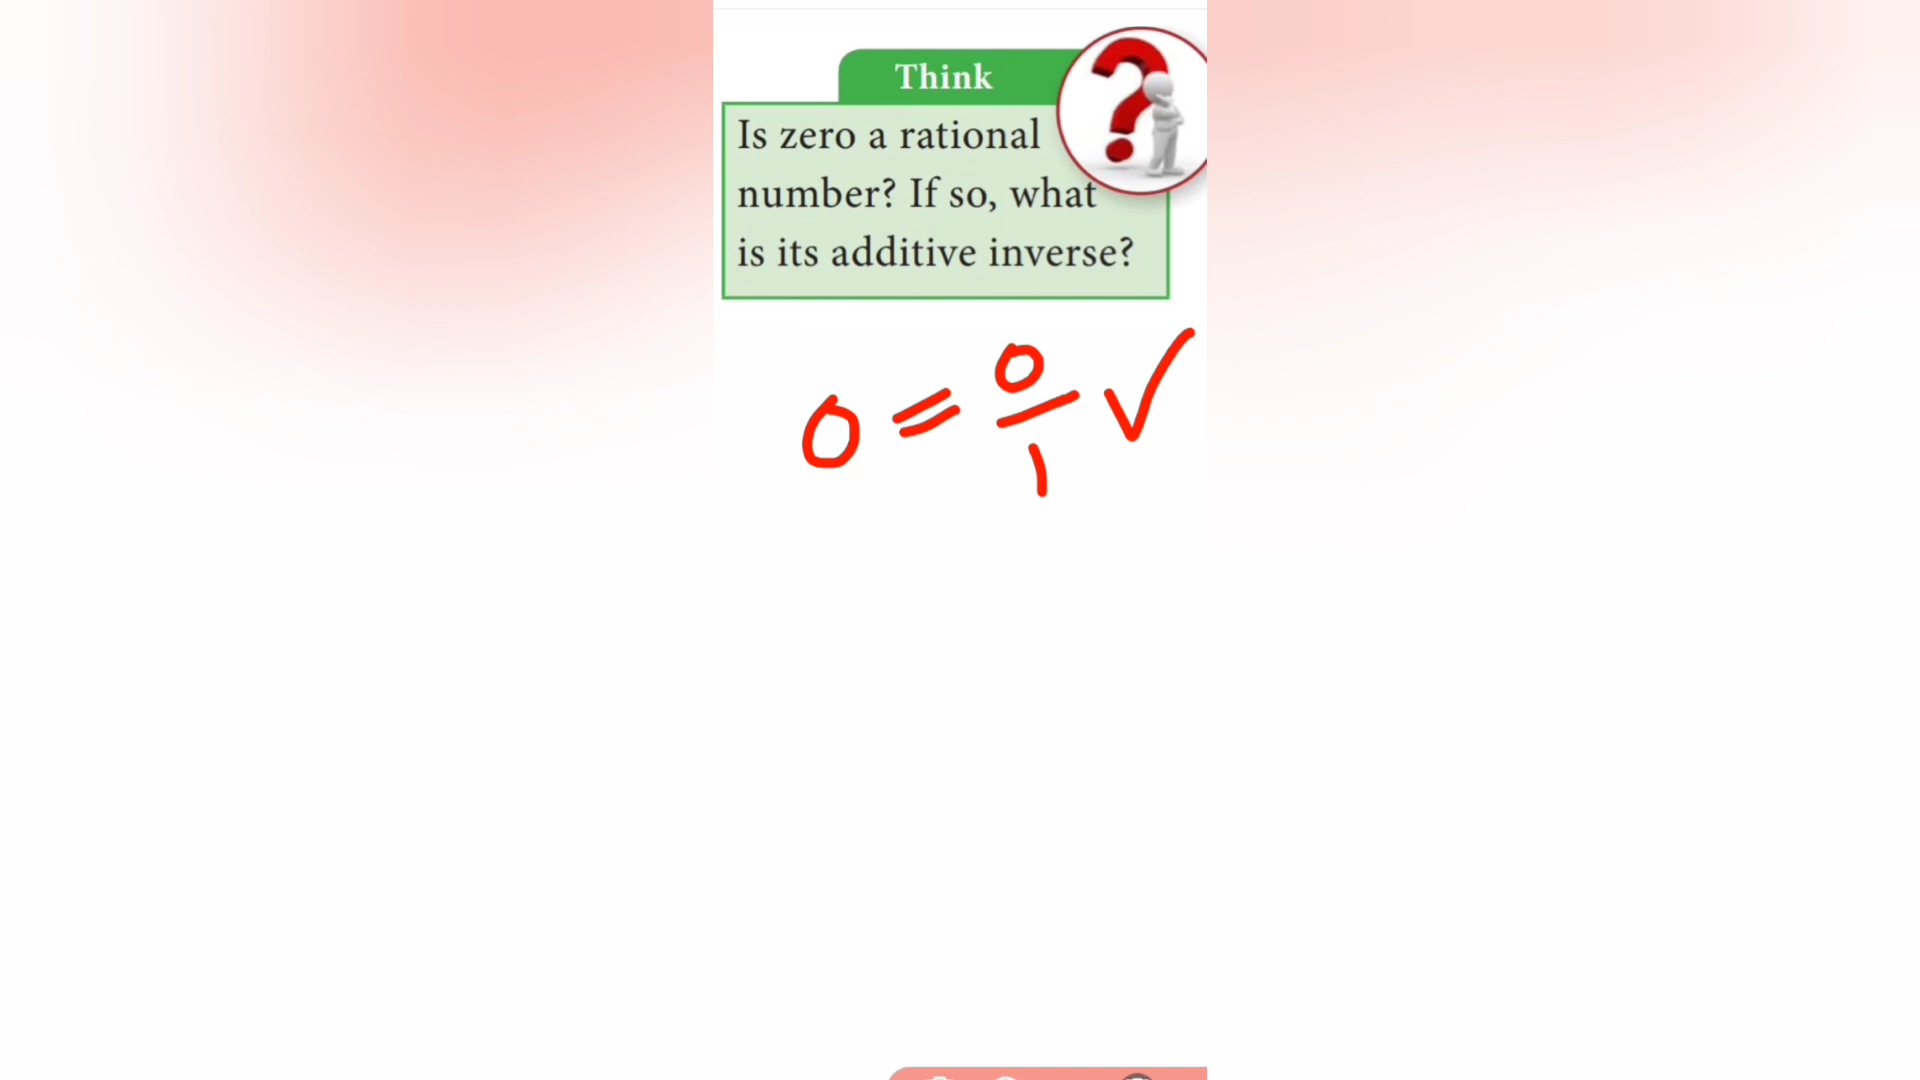 Think
Is zero a rational
number? If so, what
is its additive inverse?
0 = 0/1 ✓